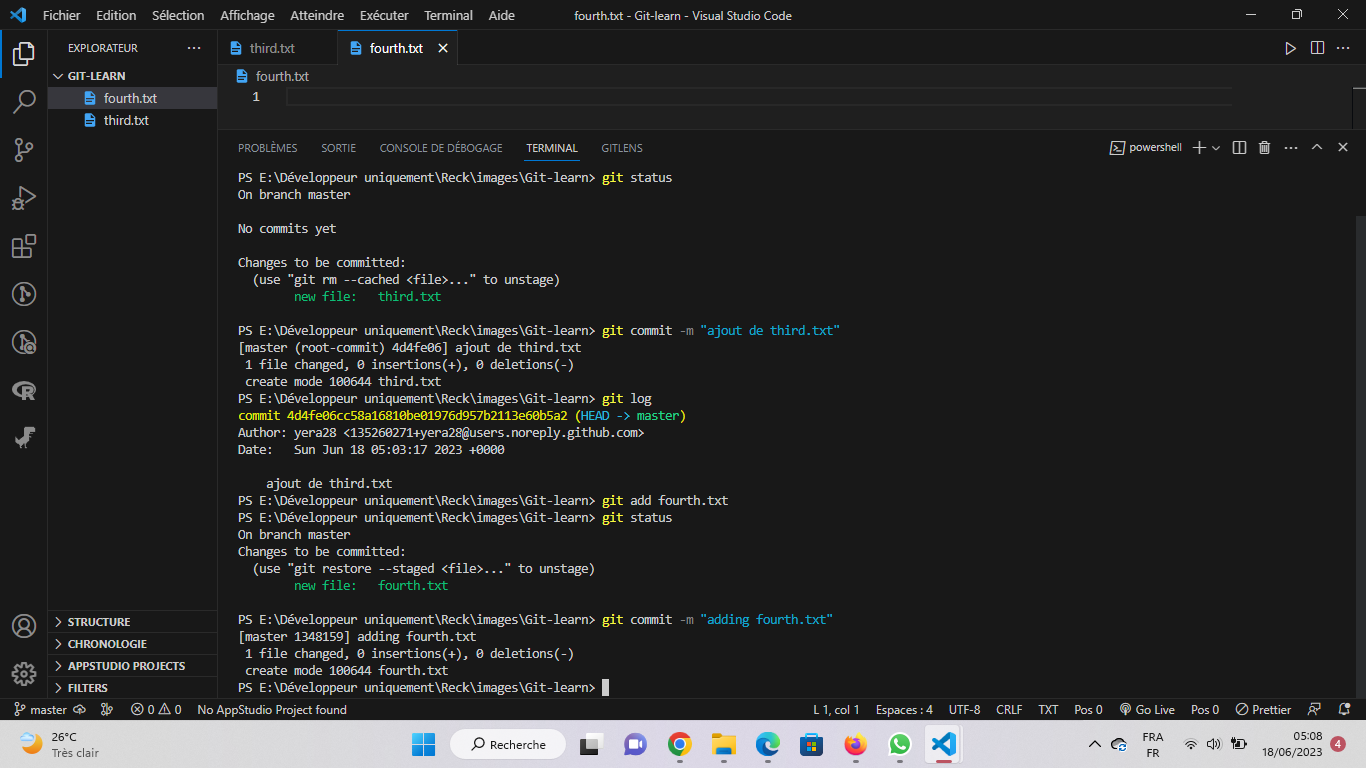 Fichier Edition Sélection Affichage Atteindre Exécuter Terminal Aide fourth.txt - Git-learn - Visual Studio Code
EXPLORATEUR
GIT-LEARN
fourth.txt
third.txt
third.txt fourth.txt
fourth.txt
1
PROBLÈMES SORTIE CONSOLE DE DÉBOGAGE TERMINAL GITLENS powershell
PS E:\Développeur uniquement\Reck\images\Git-learn> git status
On branch master
No commits yet
Changes to be committed:
  (use "git rm --cached <file>..." to unstage)
        new file:   third.txt
PS E:\Développeur uniquement\Reck\images\Git-learn> git commit -m "ajout de third.txt"
[master (root-commit) 4d4fe06] ajout de third.txt
 1 file changed, 0 insertions(+), 0 deletions(-)
 create mode 100644 third.txt
PS E:\Développeur uniquement\Reck\images\Git-learn> git log
commit 4d4fe06cc58a16810be01976d957b2113e60b5a2 (HEAD -> master)
Author: yera28 <135260271+yera28@users.noreply.github.com>
Date:   Sun Jun 18 05:03:17 2023 +0000
    ajout de third.txt
PS E:\Développeur uniquement\Reck\images\Git-learn> git add fourth.txt
PS E:\Développeur uniquement\Reck\images\Git-learn> git status
On branch master
Changes to be committed:
  (use "git restore --staged <file>..." to unstage)
        new file:   fourth.txt
PS E:\Développeur uniquement\Reck\images\Git-learn> git commit -m "adding fourth.txt"
[master 1348159] adding fourth.txt
 1 file changed, 0 insertions(+), 0 deletions(-)
 create mode 100644 fourth.txt
PS E:\Développeur uniquement\Reck\images\Git-learn>
STRUCTURE
CHRONOLOGIE
APPSTUDIO PROJECTS
FILTERS
master 0 0 No AppStudio Project found L 1, col 1 Espaces : 4 UTF-8 CRLF TXT Pos 0 Go Live Pos 0 Prettier
26°C
Très clair
Recherche
FRA
FR
05:08
18/06/2023
4